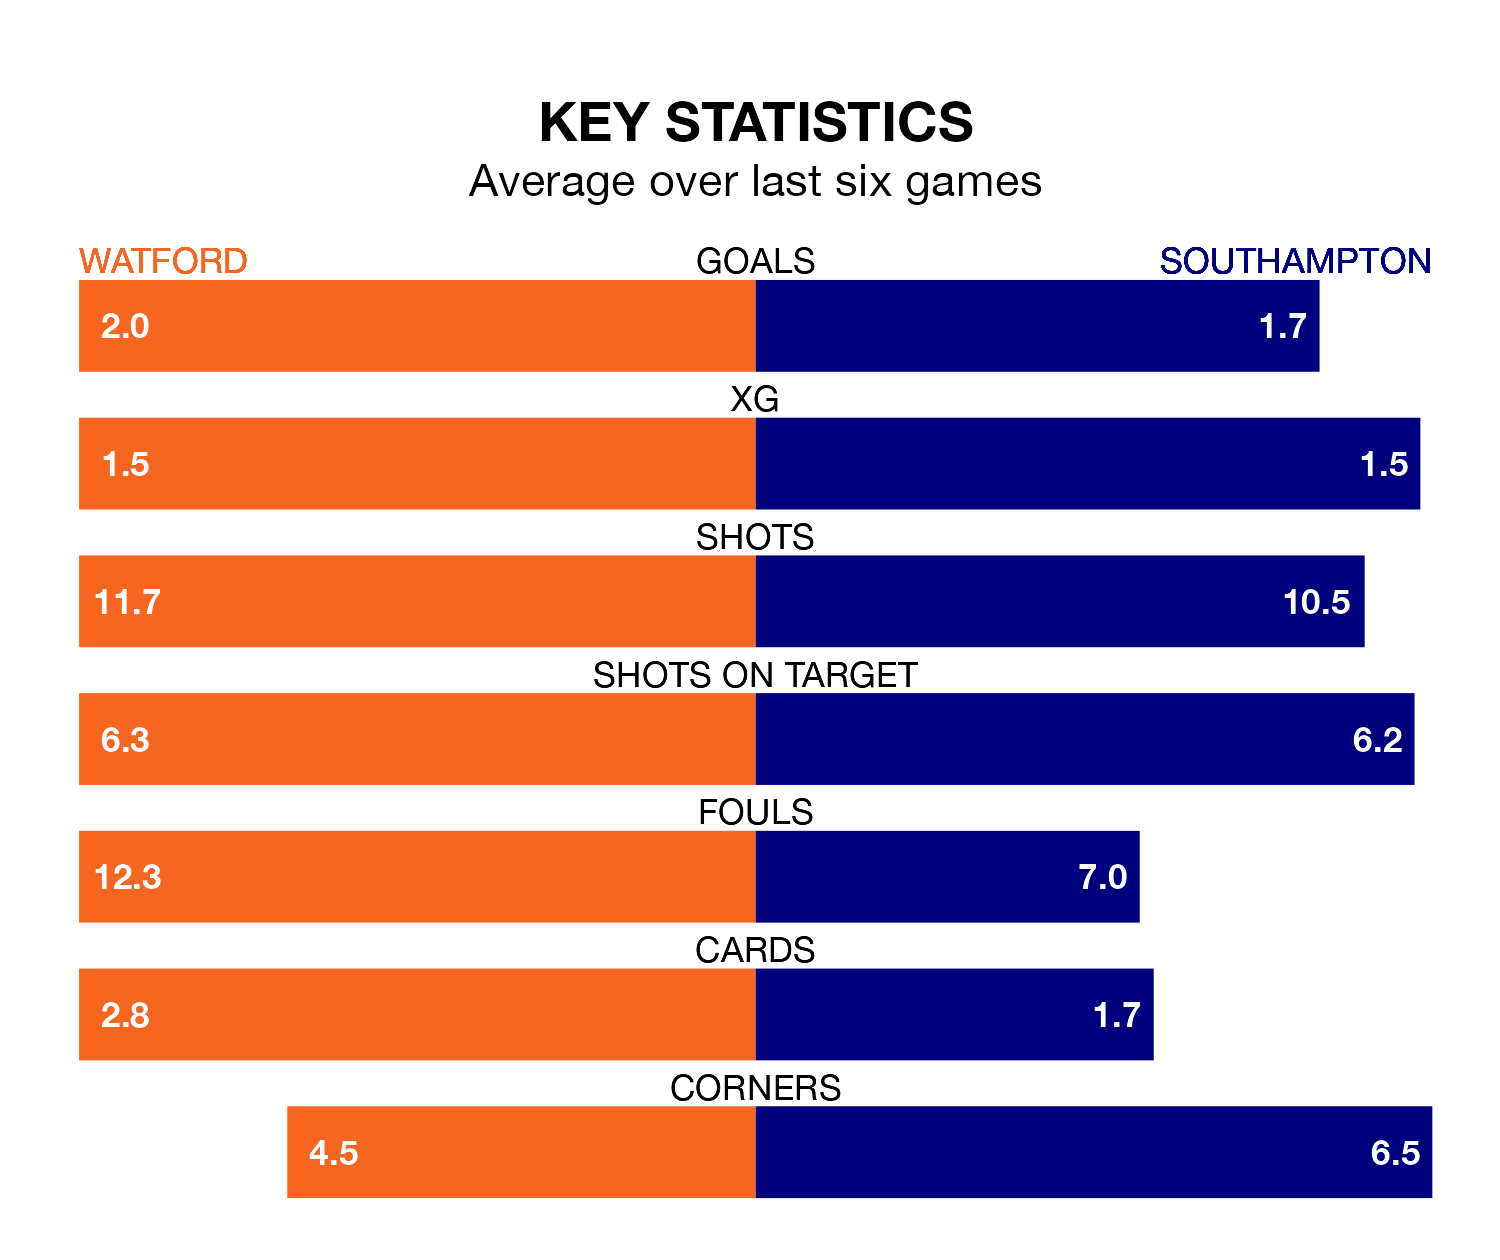 KEY STATISTICS
Average over last six games
WATFORD GOALS SOUTHAMPTON
2.0 1.7
XG
1.5 1.5
SHOTS
11.7 10.5
SHOTS ON TARGET
6.3 6.2
FOULS
12.3 7.0
CARDS
2.8 1.7
CORNERS
4.5 6.5